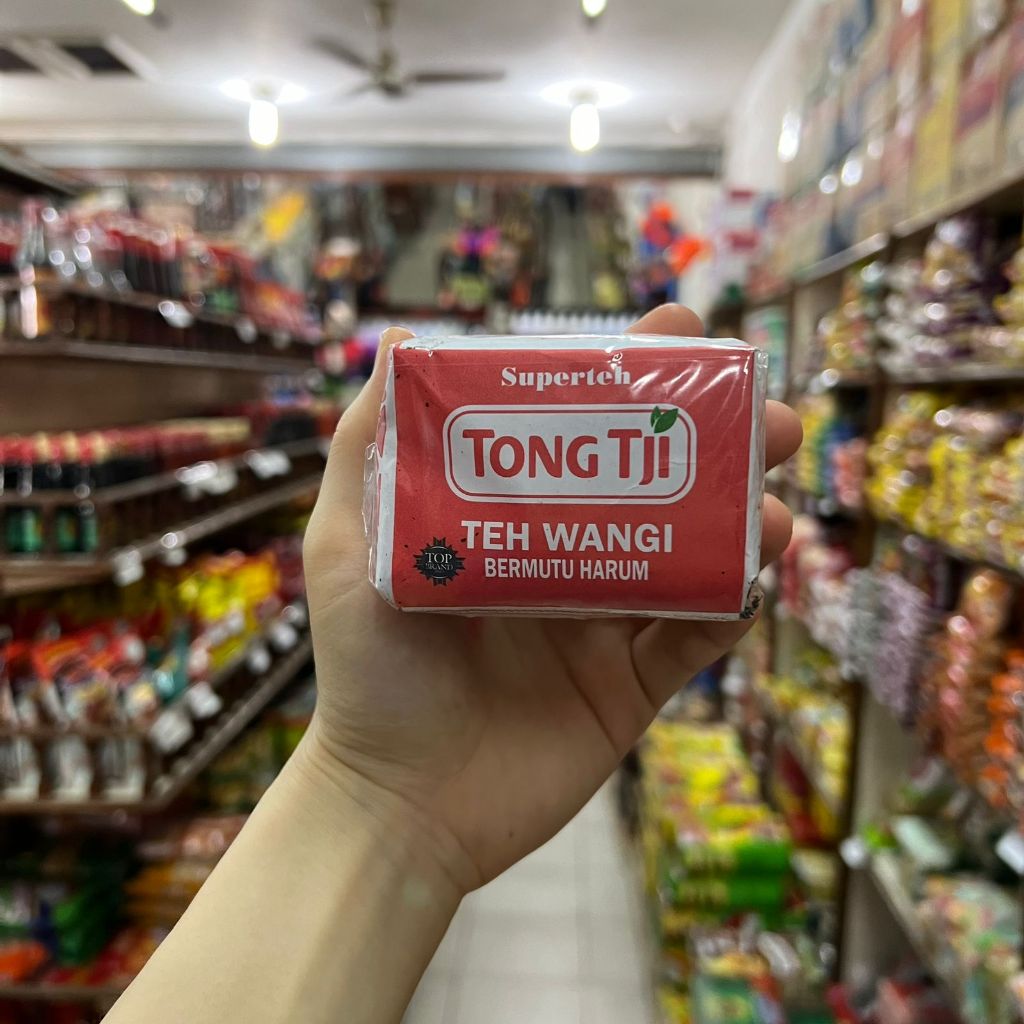 Superteh
TONG TJI
TEH WANGI
BERMUTU HARUM
TOP
BRAND